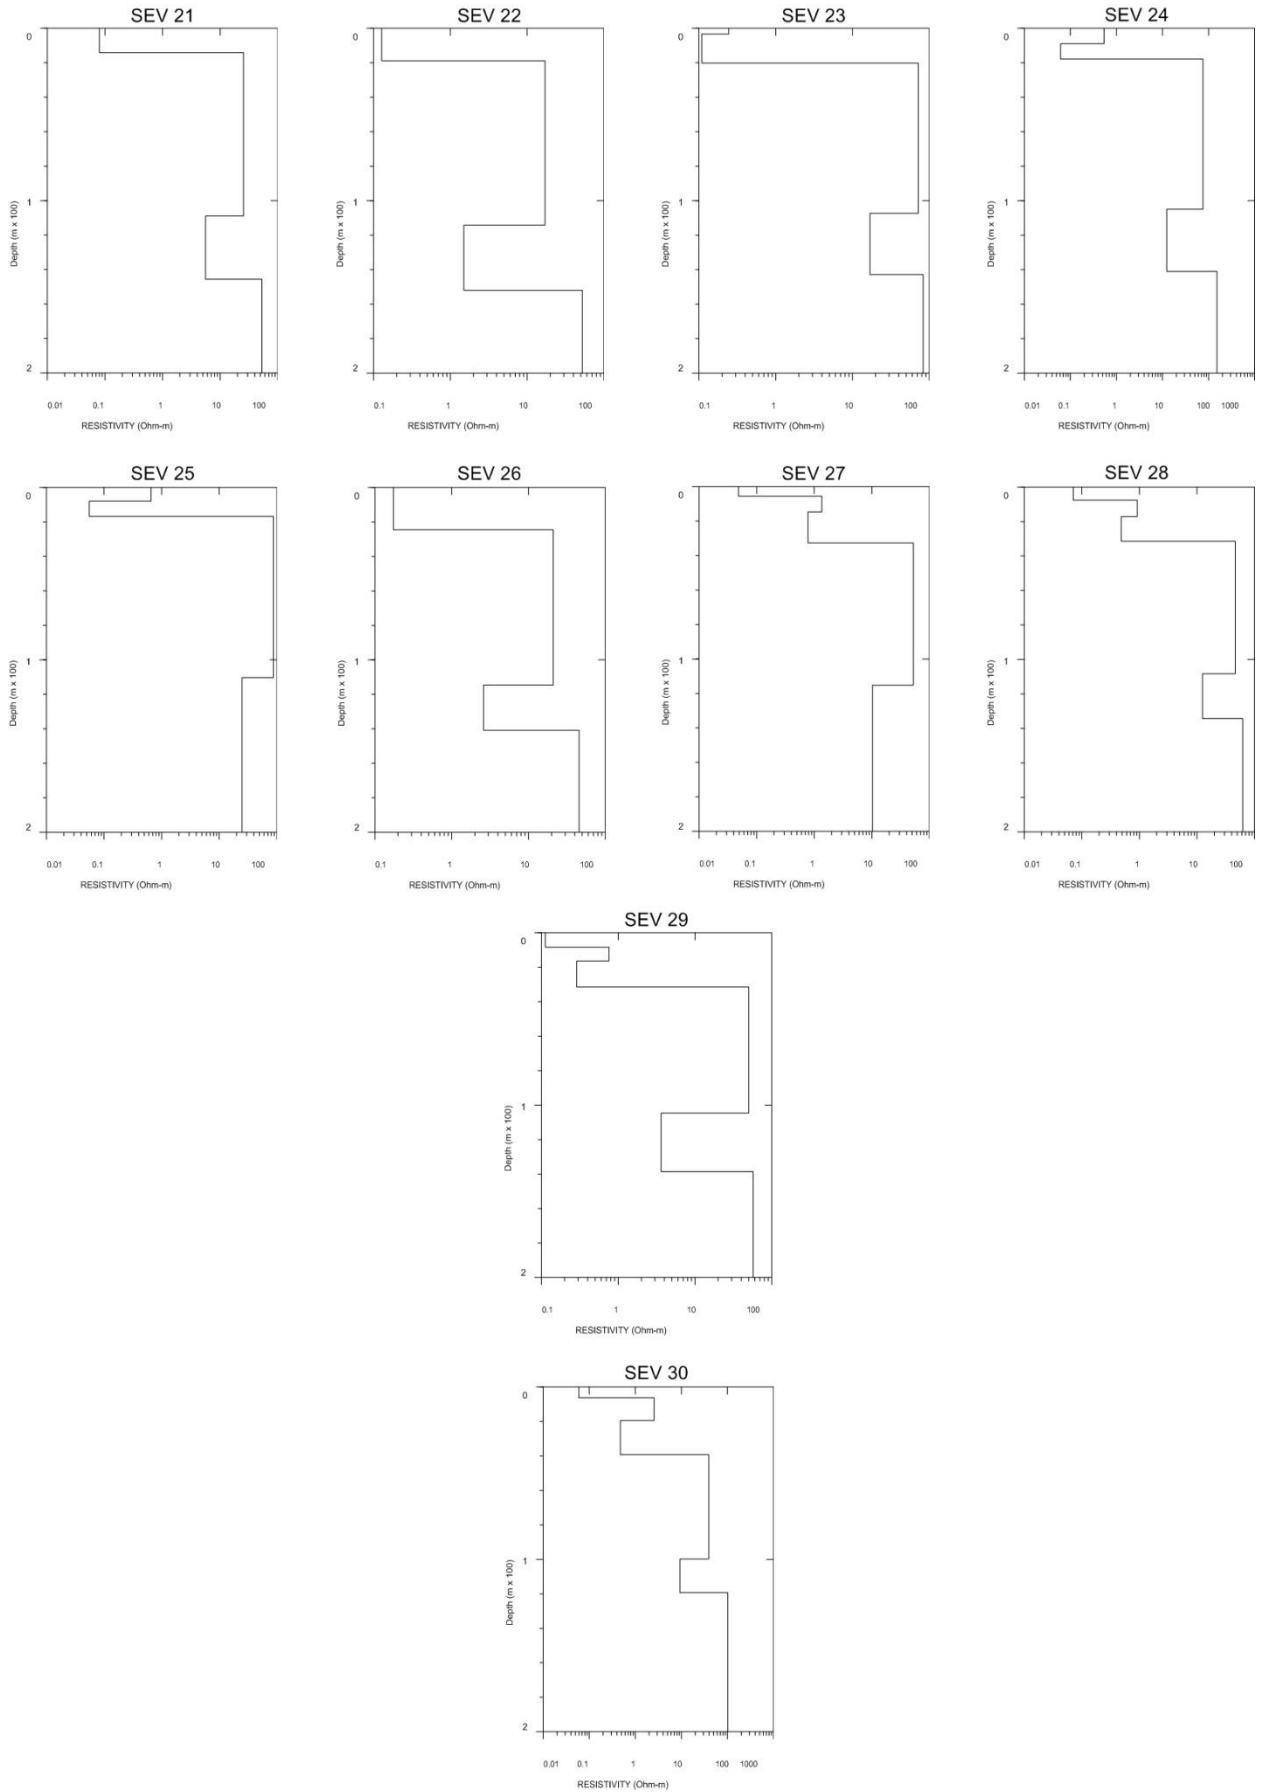 SEV 21
0
1
2
Depth (m x 100)
0.01 0.1 1 10 100
RESISTIVITY (Ohm-m)
SEV 22
0
1
2
Depth (m x 100)
0.1 1 10 100
RESISTIVITY (Ohm-m)
SEV 23
0
1
2
Depth (m x 100)
0.1 1 10 100
RESISTIVITY (Ohm-m)
SEV 24
0
1
2
Depth (m x 100)
0.01 0.1 1 10 100 1000
RESISTIVITY (Ohm-m)
SEV 25
0
1
2
Depth (m x 100)
0.01 0.1 1 10 100
RESISTIVITY (Ohm-m)
SEV 26
0
1
2
Depth (m x 100)
0.1 1 10 100
RESISTIVITY (Ohm-m)
SEV 27
0
1
2
Depth (m x 100)
0.01 0.1 1 10 100
RESISTIVITY (Ohm-m)
SEV 28
0
1
2
Depth (m x 100)
0.01 0.1 1 10 100
RESISTIVITY (Ohm-m)
SEV 29
0
1
2
Depth (m x 100)
0.1 1 10 100
RESISTIVITY (Ohm-m)
SEV 30
0
1
2
Depth (m x 100)
0.01 0.1 1 10 100 1000
RESISTIVITY (Ohm-m)